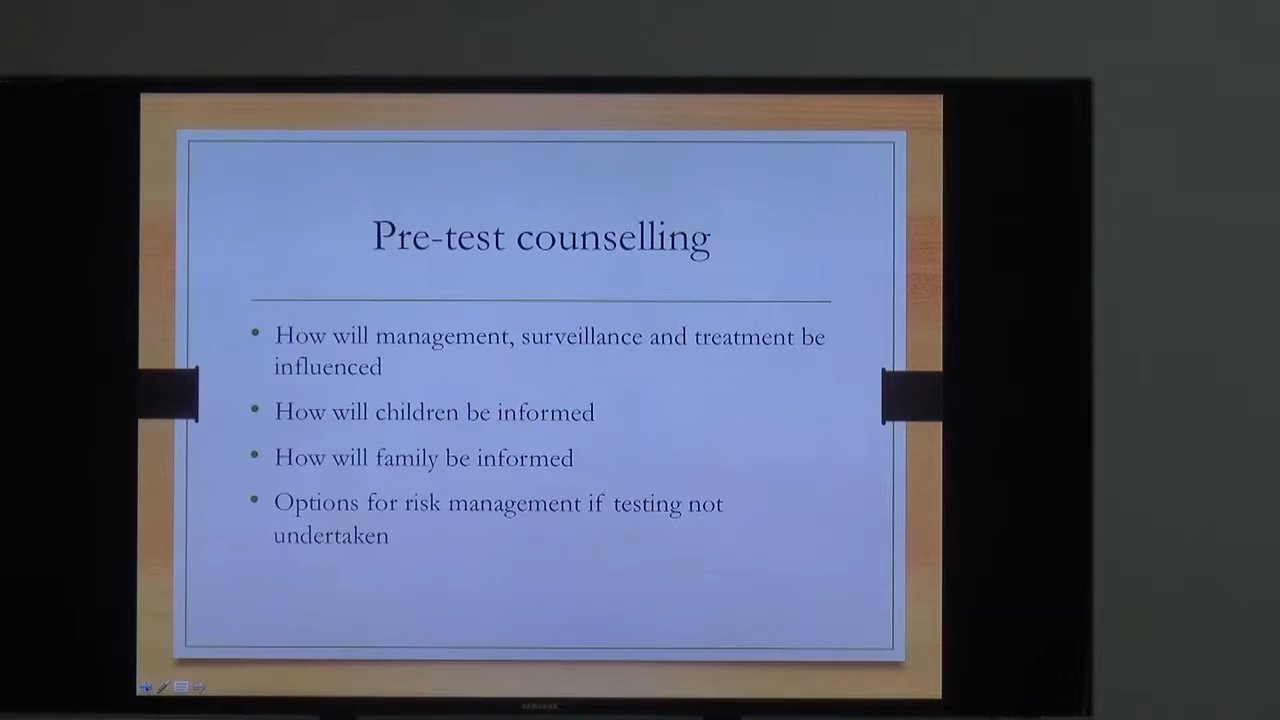 Pre-test counselling
• How will management, surveillance and treatment be
influenced
• How will children be informed
• How will family be informed
• Options for risk management if testing not
undertaken
SAMSUNG